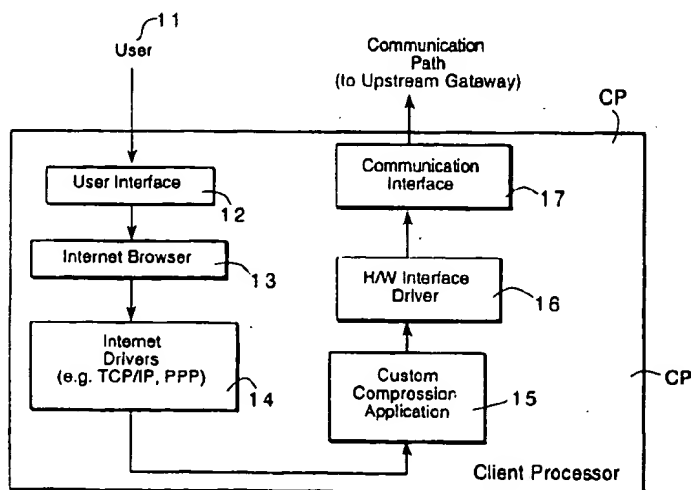 11
User
Communication
Path
(to Upstream Gateway)
CP
User Interface
12
Internet Browser
13
Internet
Drivers
(e.g. TCP/IP, PPP)
14
Communication
Interface
17
H/W Interface
Driver
16
Custom
Compression
Application
15
CP
Client Processor